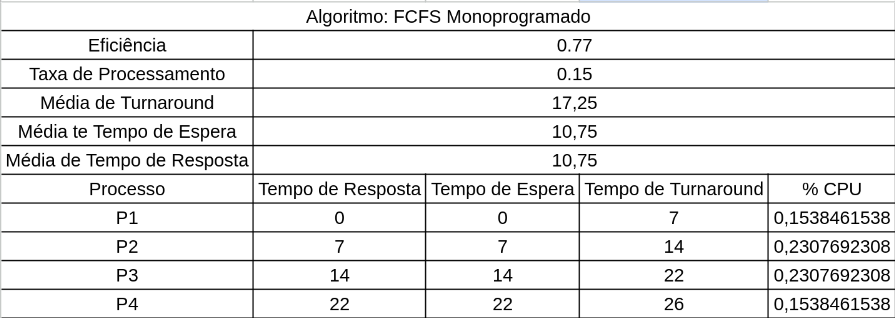 Algoritmo: FCFS Monoprogramado
Eficiência 0.77
Taxa de Processamento 0.15
Média de Turnaround 17,25
Média te Tempo de Espera 10,75
Média de Tempo de Resposta 10,75
Processo Tempo de Resposta Tempo de Espera Tempo de Turnaround % CPU
P1 0 0 7 0,1538461538
P2 7 7 14 0,2307692308
P3 14 14 22 0,2307692308
P4 22 22 26 0,1538461538